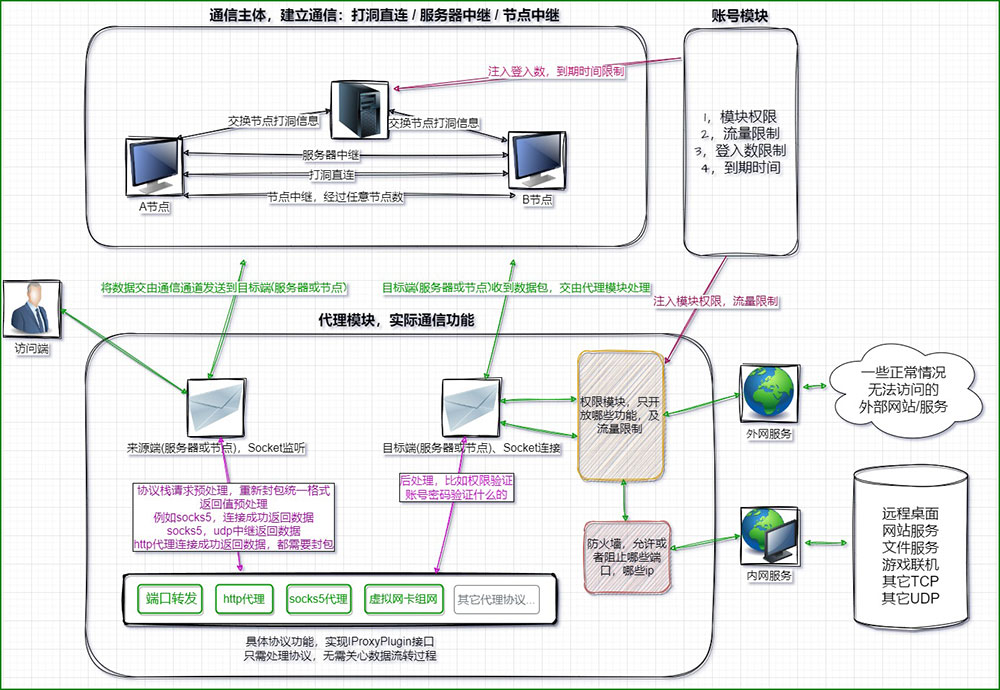 通信主体，建立通信：打洞直连 / 服务器中继 / 节点中继
账号模块
注入登入数，到期时间限制
交换节点打洞信息
交换节点打洞信息
服务器中继
打洞直连
节点中继，经过任意节点数
A节点
B节点
1，模块权限
2，流量限制
3，登入数限制
4，到期时间
将数据交由通信通道发送到目标端(服务器或节点)
目标端(服务器或节点)收到数据包，交由代理模块处理
注入模块权限，流量限制
访问端
代理模块，实际通信功能
来源端(服务器或节点)，Socket监听
目标端(服务器或节点)、Socket连接
权限模块，只开
放哪些功能，及
流量限制
外网服务
一些正常情况
无法访问的
外部网站/服务
协议栈请求预处理，重新封包统一格式
返回值预处理
例如socks5，连接成功返回数据
socks5，udp中继返回数据
http代理连接成功返回数据，都需要封包
后处理，比如权限验证
账号密码验证什么的
防火墙，允许或
者阻止哪些端
口，哪些ip
内网服务
远程桌面
网站服务
文件服务
游戏联机
其它TCP
其它UDP
端口转发
http代理
socks5代理
虚拟网卡组网
其它代理协议...
具体协议功能，实现IProxyPlugin接口
只需处理协议，无需关心数据流转过程